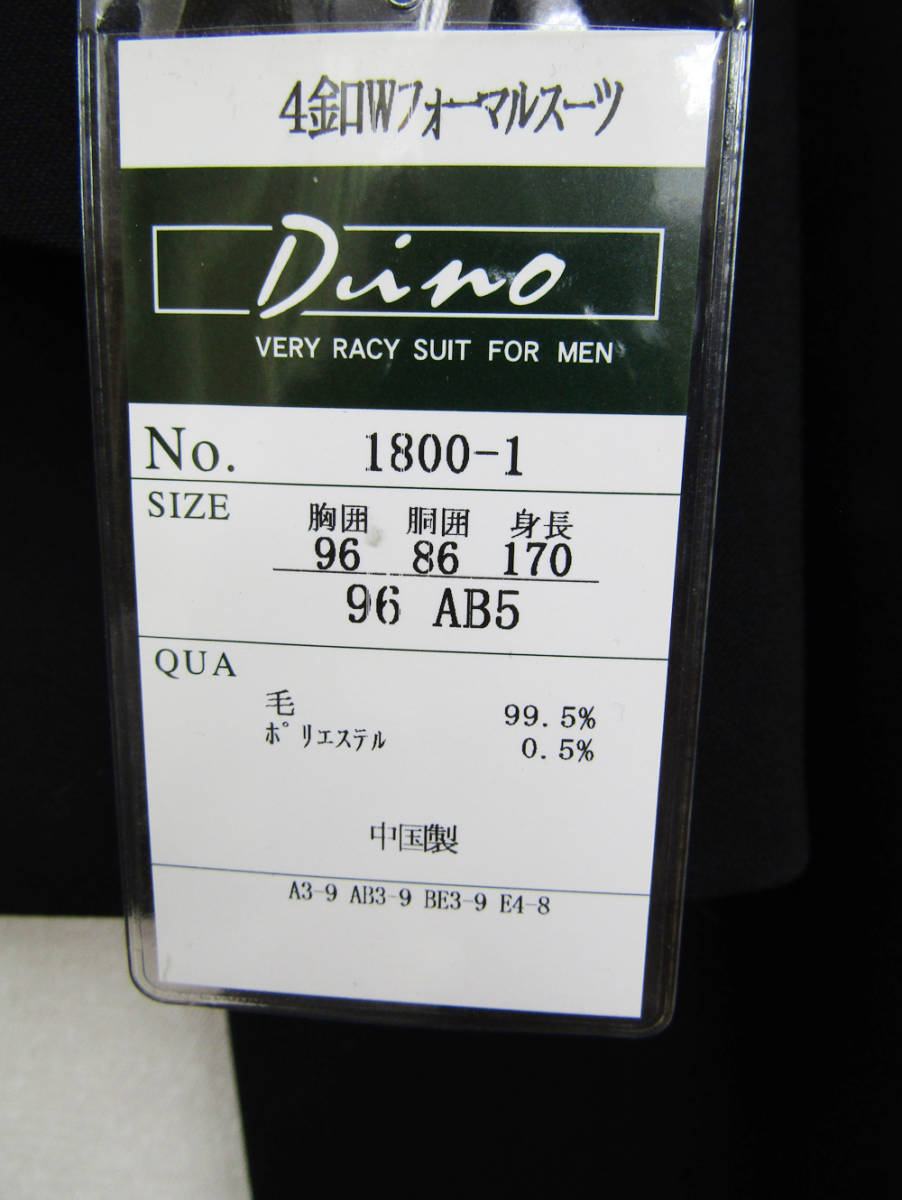 4釦Wフォーマルスーツ
Dino
VERY RACY SUIT FOR MEN
No. 1800-1
SIZE 胸囲 胴囲 身長
96 86 170
96 AB5
QUA
毛 99.5%
ポリエステル 0.5%
中国製
A3-9 AB3-9 BE3-9 E4-8